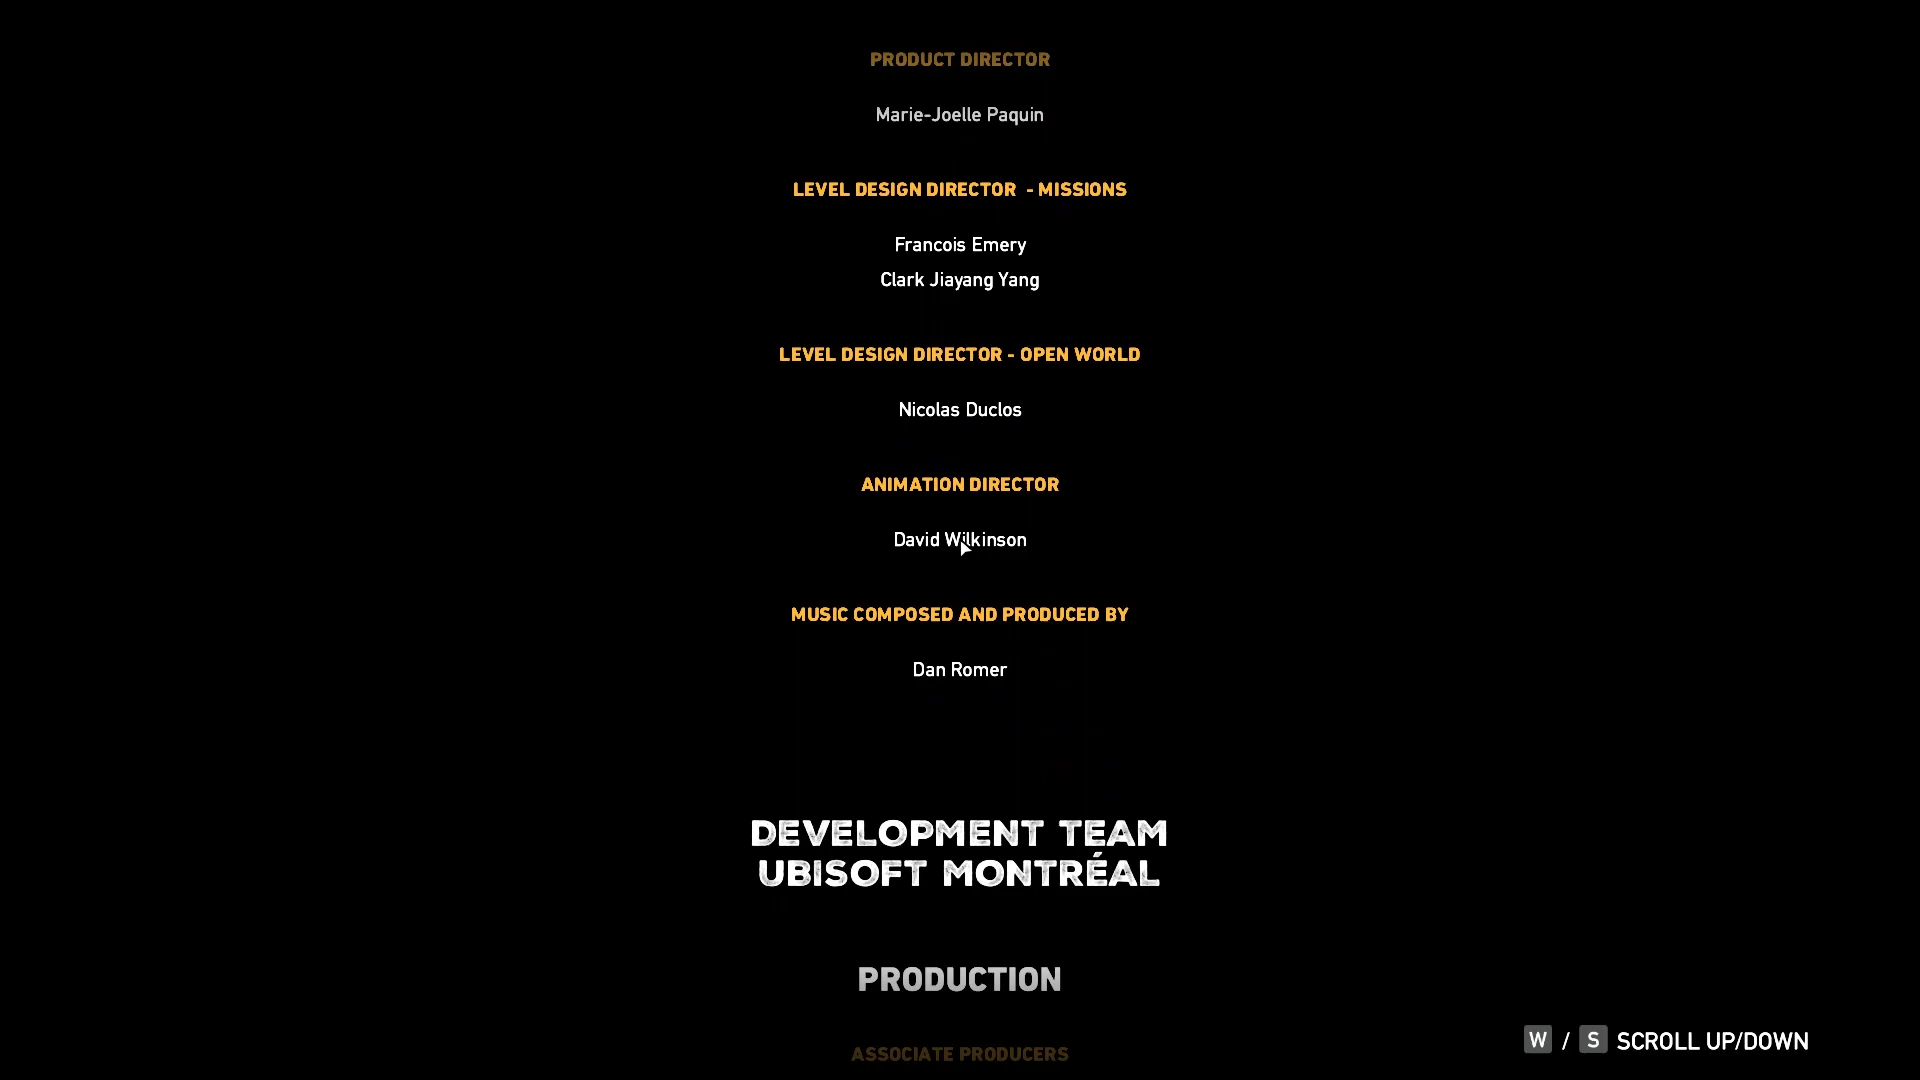 PRODUCT DIRECTOR
Marie-Joelle Paquin
LEVEL DESIGN DIRECTOR - MISSIONS
Francois Emery
Clark Jiayang Yang
LEVEL DESIGN DIRECTOR - OPEN WORLD
Nicolas Duclos
ANIMATION DIRECTOR
David Wilkinson
MUSIC COMPOSED AND PRODUCED BY
Dan Romer
DEVELOPMENT TEAM
UBISOFT MONTRÉAL
PRODUCTION
ASSOCIATE PRODUCERS
W / S SCROLL UP/DOWN